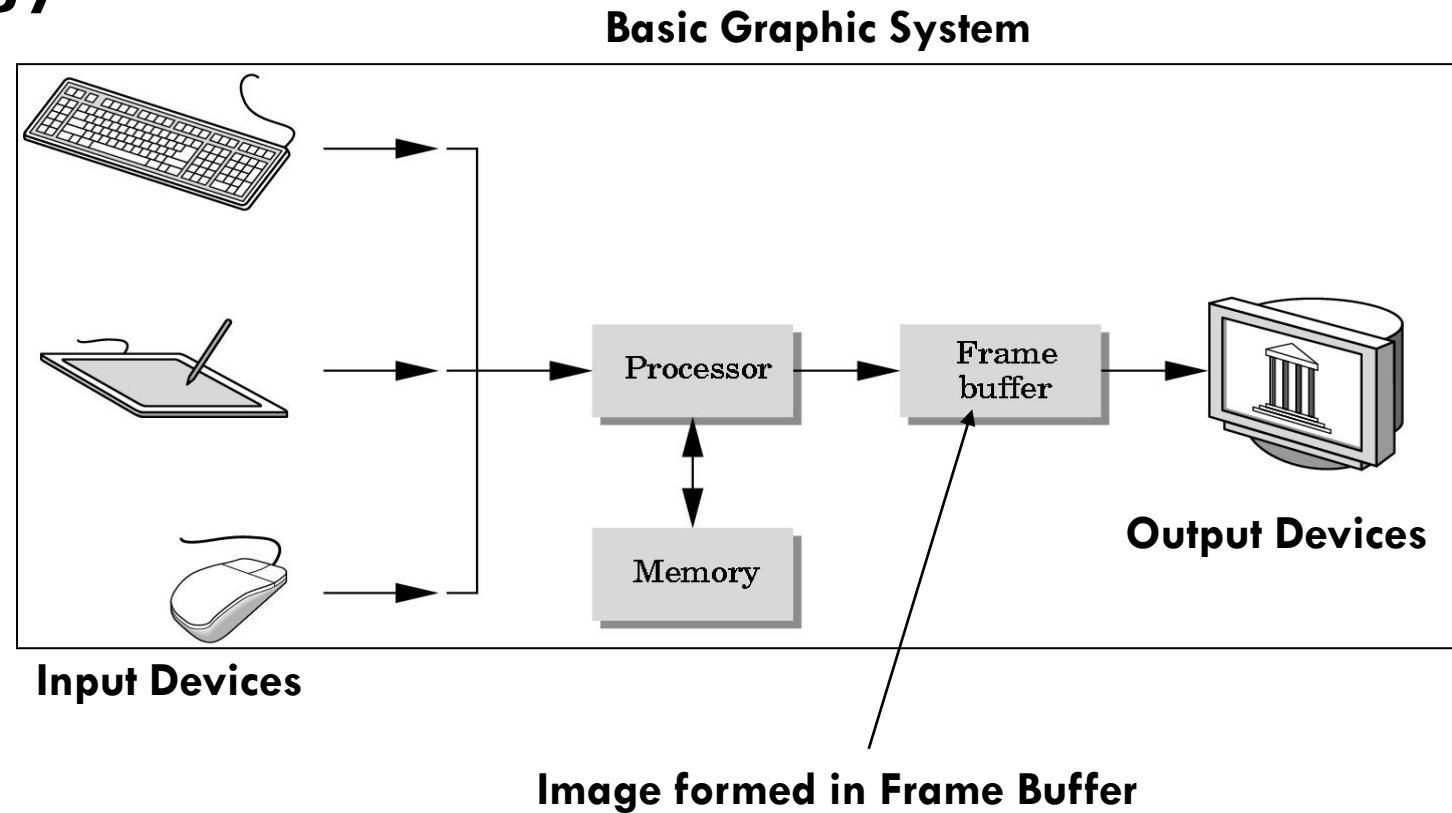 Basic Graphic System
Processor
Frame
buffer
Memory
Output Devices
Input Devices
Image formed in Frame Buffer